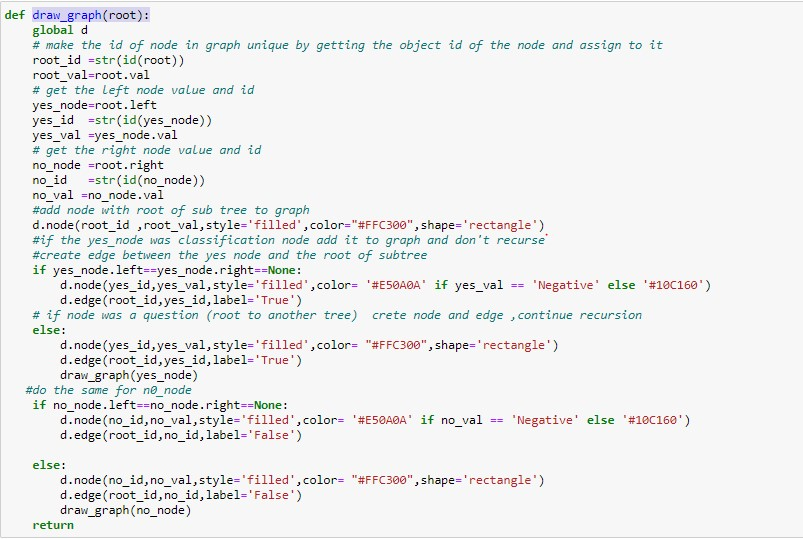 def draw_graph(root):
    global d
    # make the id of node in graph unique by getting the object id of the node and assign to it
    root_id =str(id(root))
    root_val=root.val
    # get the left node value and id
    yes_node=root.left
    yes_id  =str(id(yes_node))
    yes_val =yes_node.val
    # get the right node value and id
    no_node =root.right
    no_id   =str(id(no_node))
    no_val =no_node.val
    #add node with root of sub tree to graph
    d.node(root_id ,root_val,style='filled',color="#FFC300",shape='rectangle')
    #if the yes_node was classification node add it to graph and don't recurse
    #create edge between the yes node and the root of subtree
    if yes_node.left==yes_node.right==None:
        d.node(yes_id,yes_val,style='filled',color= '#E50A0A' if yes_val == 'Negative' else '#10C160')
        d.edge(root_id,yes_id,label='True')
    # if node was a question (root to another tree)  crete node and edge ,continue recursion
    else:
        d.node(yes_id,yes_val,style='filled',color= "#FFC300",shape='rectangle')
        d.edge(root_id,yes_id,label='True')
        draw_graph(yes_node)
   #do the same for n0_node
    if no_node.left==no_node.right==None:
        d.node(no_id,no_val,style='filled',color= '#E50A0A' if no_val == 'Negative' else '#10C160')
        d.edge(root_id,no_id,label='False')

    else:
        d.node(no_id,no_val,style='filled',color= "#FFC300",shape='rectangle')
        d.edge(root_id,no_id,label='False')
        draw_graph(no_node)
    return